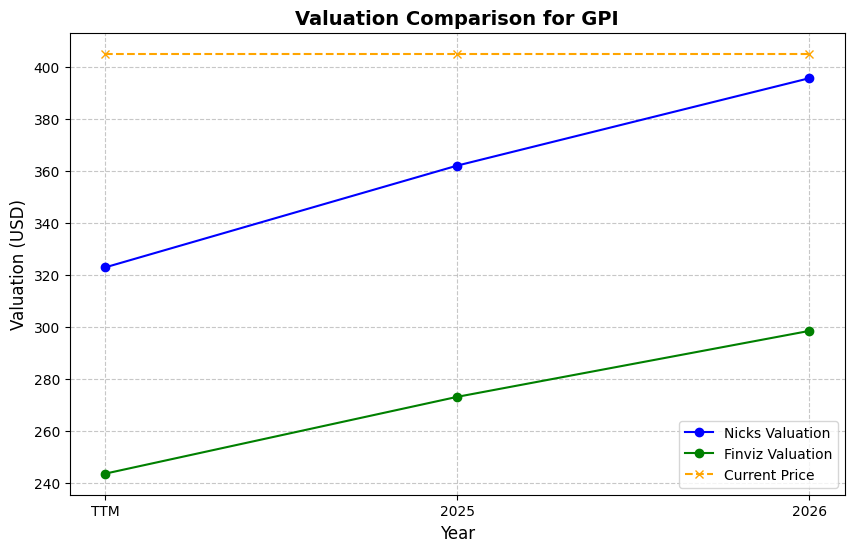 Valuation Comparison for GPI
Valuation (USD)
400
380
360
340
320
300
280
260
240
TTM
2025
2026
Year
Nicks Valuation
Finviz Valuation
Current Price